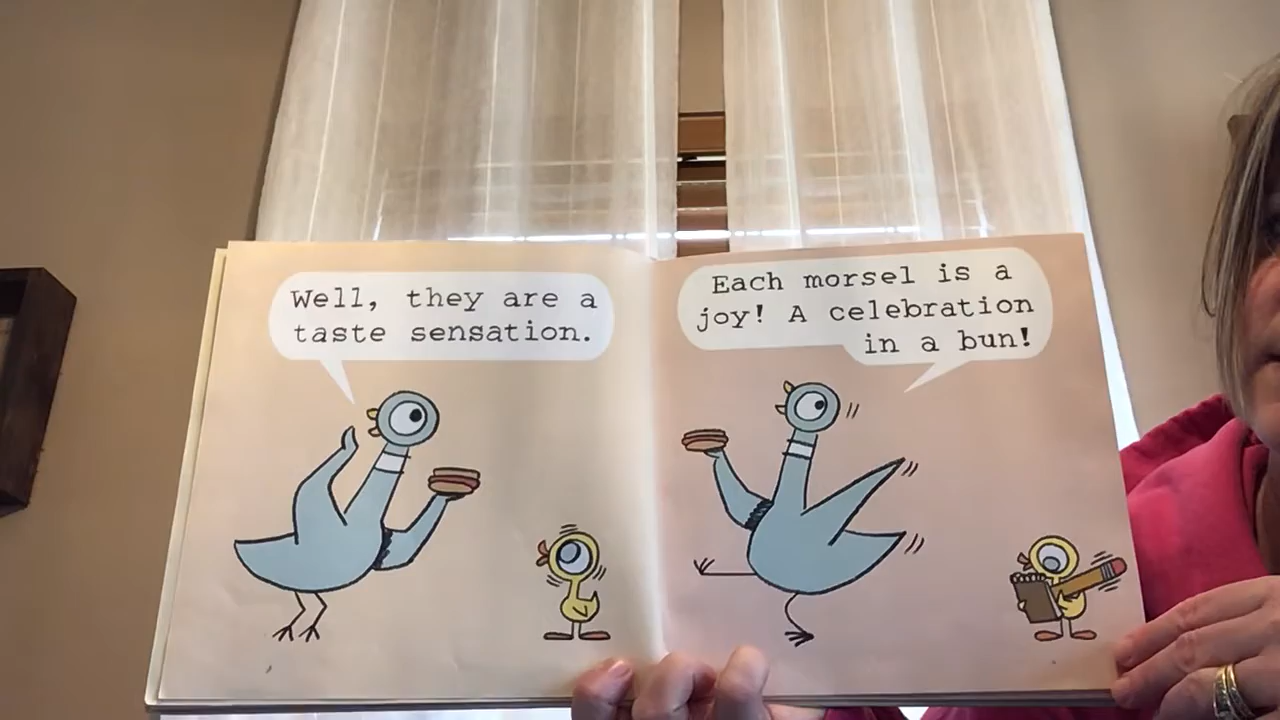 Well, they are a
taste sensation.
Each morsel is a
joy! A celebration
in a bun!